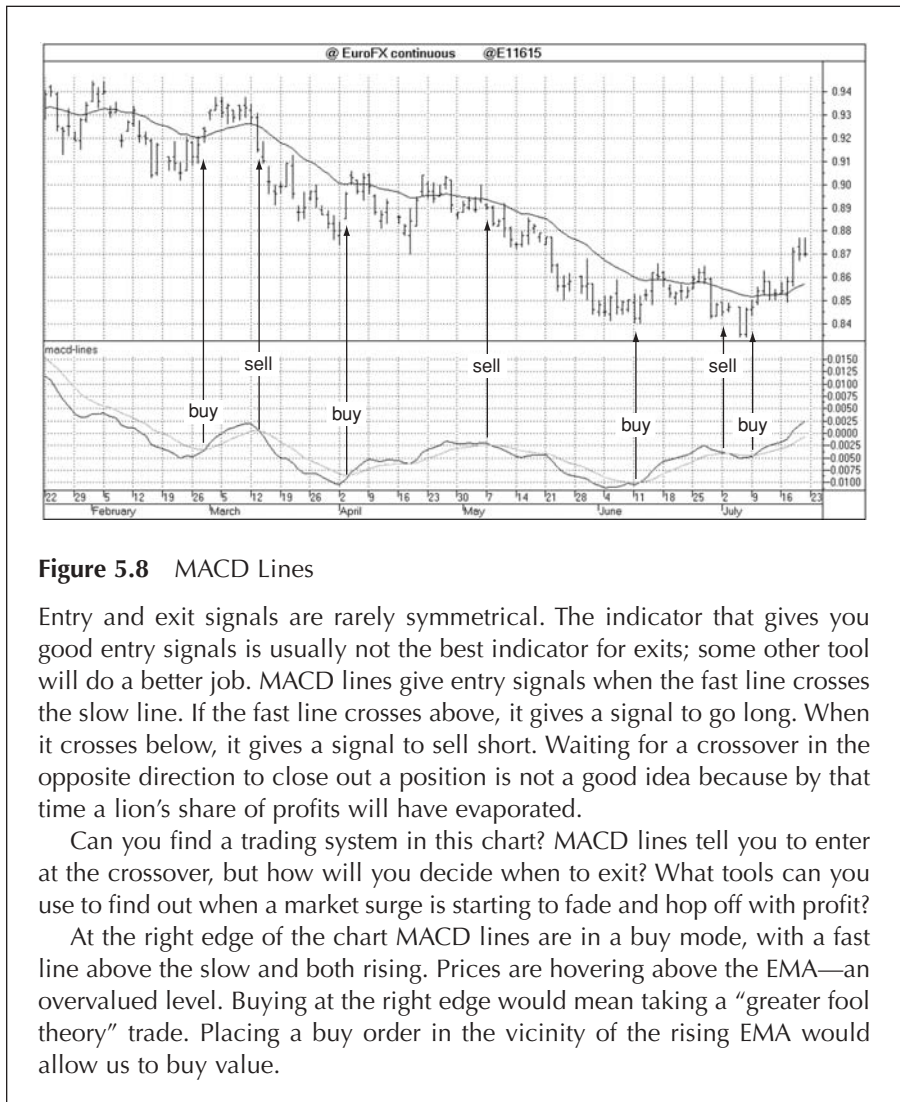 @ EuroFX continuous @E11615
0.94
0.93
0.92
0.91
0.90
0.89
0.88
0.87
0.86
0.85
0.84
macd-lines
sell
sell
sell
buy
buy
buy
buy
0.0150
0.0125
0.0100
0.0075
0.0050
0.0025
0.0000
-0.0025
-0.0050
-0.0075
-0.0100
22 29 5 12 19 26 5 12 19 26 2 9 16 23 30 7 14 21 28 4 11 18 25 2 9 16 23
February March April May June July
Figure 5.8 MACD Lines
Entry and exit signals are rarely symmetrical. The indicator that gives you
good entry signals is usually not the best indicator for exits; some other tool
will do a better job. MACD lines give entry signals when the fast line crosses
the slow line. If the fast line crosses above, it gives a signal to go long. When
it crosses below, it gives a signal to sell short. Waiting for a crossover in the
opposite direction to close out a position is not a good idea because by that
time a lion’s share of profits will have evaporated.
Can you find a trading system in this chart? MACD lines tell you to enter
at the crossover, but how will you decide when to exit? What tools can you
use to find out when a market surge is starting to fade and hop off with profit?
At the right edge of the chart MACD lines are in a buy mode, with a fast
line above the slow and both rising. Prices are hovering above the EMA—an
overvalued level. Buying at the right edge would mean taking a “greater fool
theory” trade. Placing a buy order in the vicinity of the rising EMA would
allow us to buy value.